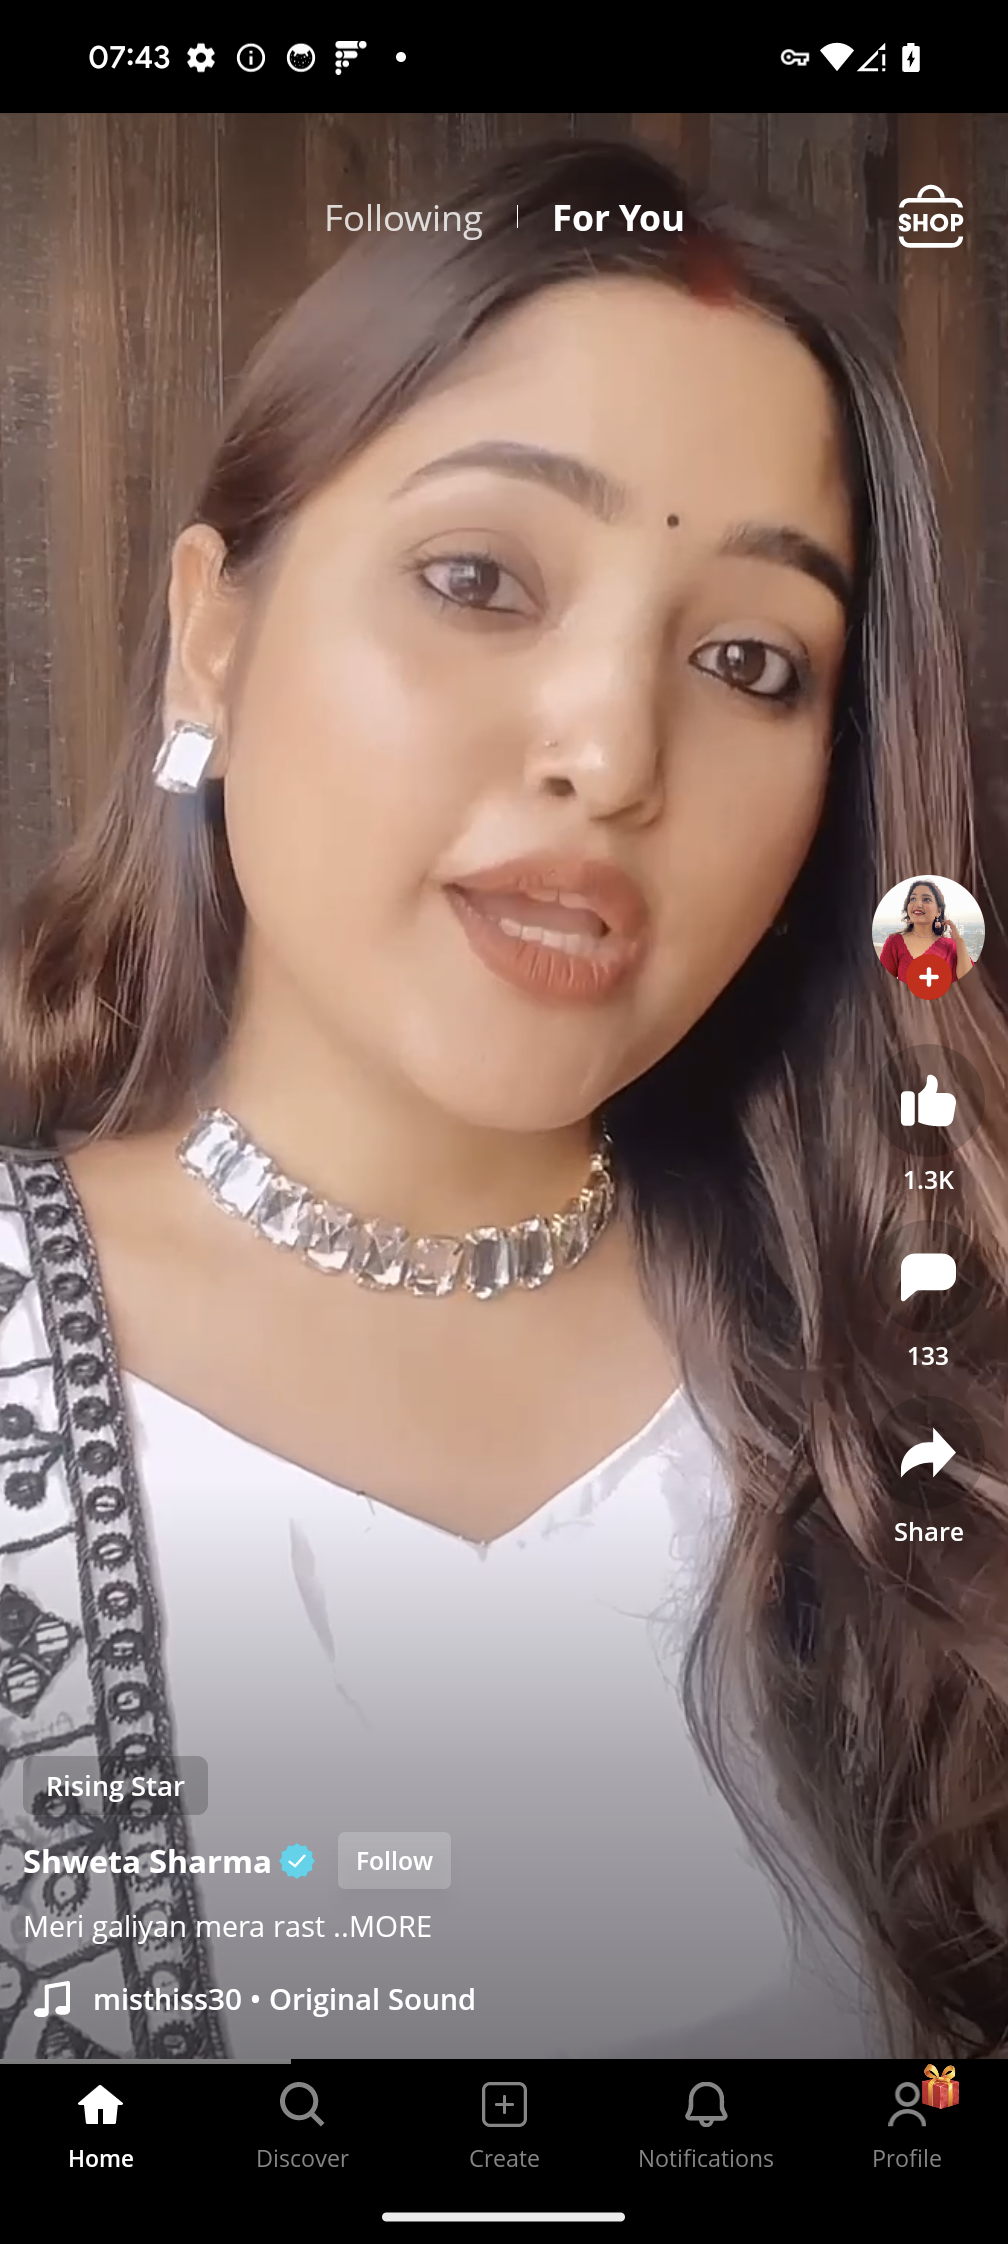 07:43
Following
For You
SHOP
1.3K
133
Share
Rising Star
Shweta Sharma
Follow
Meri galiyan mera rast ..MORE
misthiss30 • Original Sound
Home
Discover
Create
Notifications
Profile